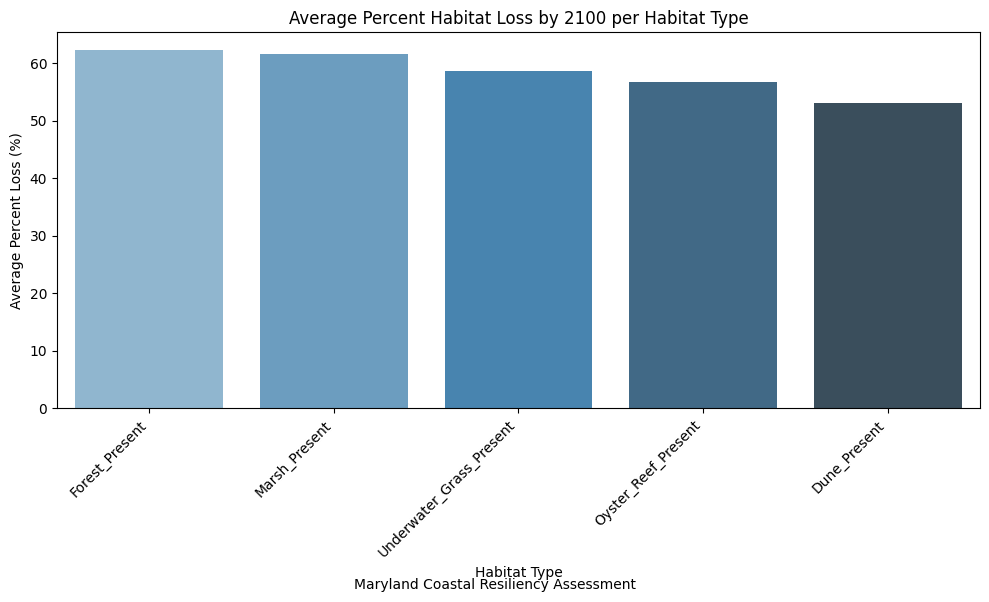 Average Percent Habitat Loss by 2100 per Habitat Type
Average Percent Loss (%)
60
50
40
30
20
10
0
Forest_Present
Marsh_Present
Underwater_Grass_Present
Oyster_Reef_Present
Dune_Present
Habitat Type
Maryland Coastal Resiliency Assessment